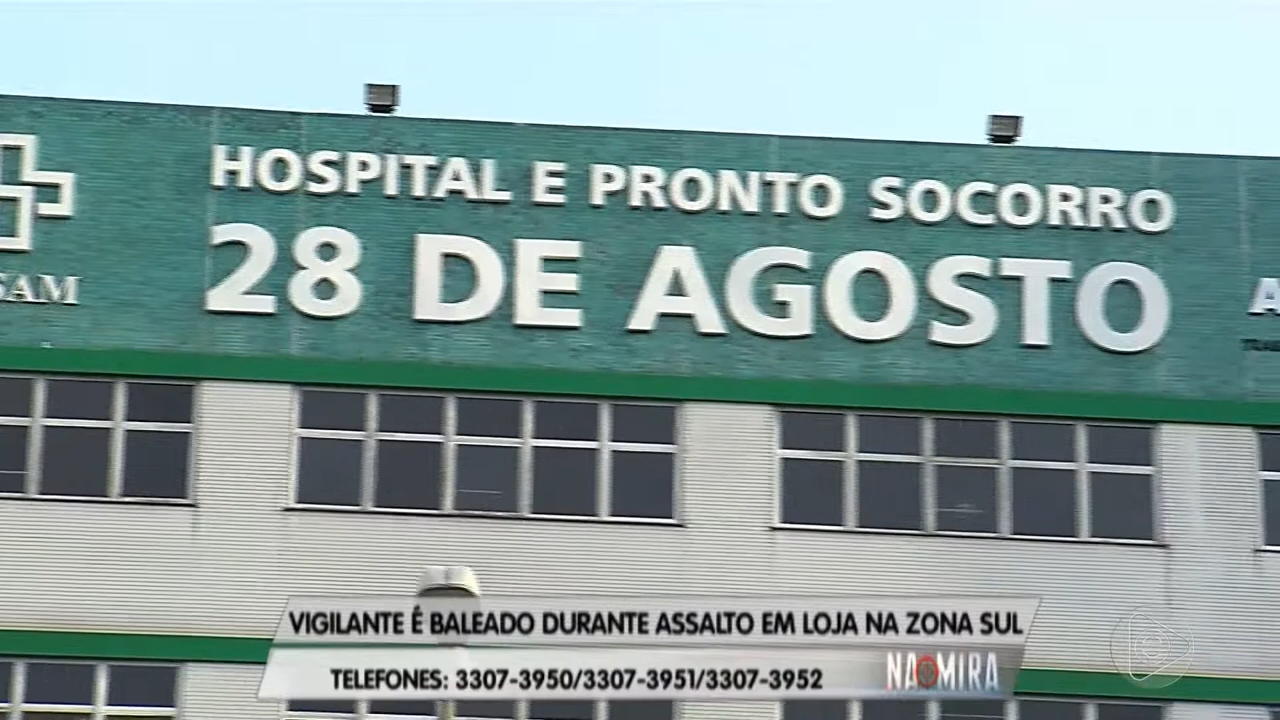 HOSPITAL E PRONTO SOCORRO
28 DE AGOSTO
VIGILANTE É BALEADO DURANTE ASSALTO EM LOJA NA ZONA SUL
TELEFONES: 3307-3950/3307-3951/3307-3952
NA MIRA